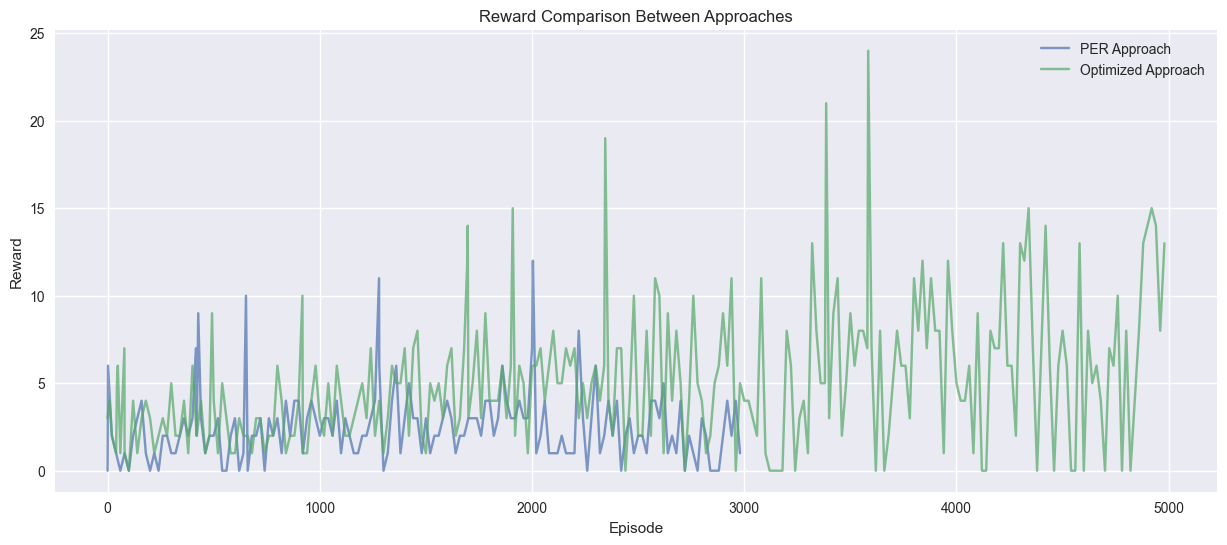 Reward Comparison Between Approaches
PER Approach
Optimized Approach
Reward
25
20
15
10
5
0
0 1000 2000 3000 4000 5000
Episode